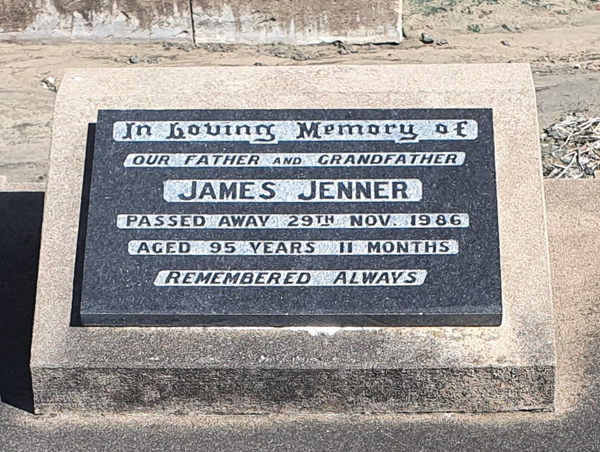 In Loving Memory of
OUR FATHER AND GRANDFATHER
JAMES JENNER
PASSED AWAY 29TH NOV. 1986
AGED 95 YEARS 11 MONTHS
REMEMBERED ALWAYS